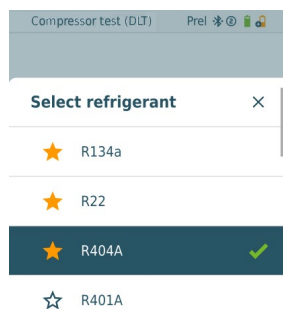 Compressor test (DLT) Prel
Select refrigerant
R134a
R22
R404A
R401A